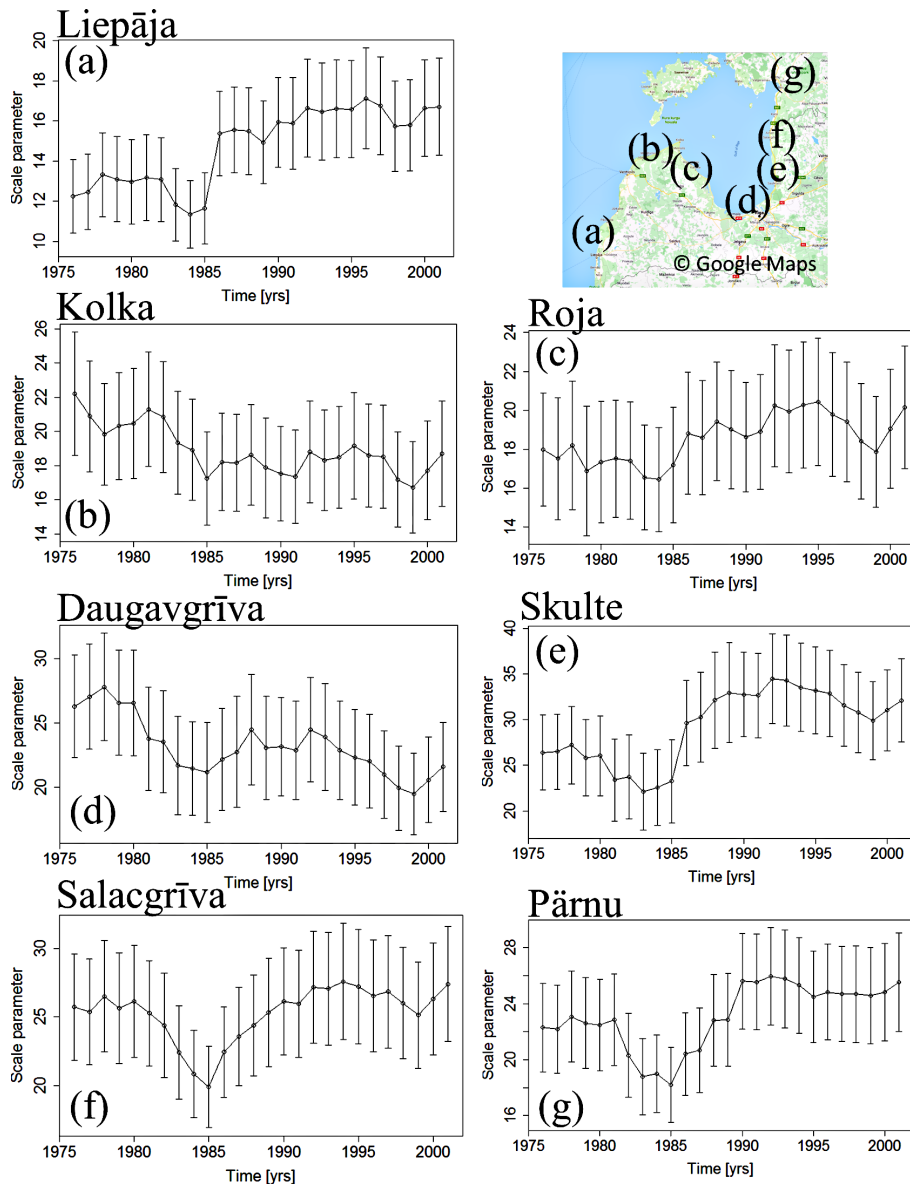 Liepāja
(a)
Scale parameter
20
18
16
14
12
10
1975 1980 1985 1990 1995 2000
Time [yrs]
(g)
(f)
(b)
(e)
(c)
(d)
(a)
© Google Maps
Kolka
Scale parameter
26
24
22
20
18
16
14
(b)
1975 1980 1985 1990 1995 2000
Time [yrs]
Roja
(c)
Scale parameter
24
22
20
18
16
14
1975 1980 1985 1990 1995 2000
Time [yrs]
Daugavgrīva
Scale parameter
30
25
20
(d)
1975 1980 1985 1990 1995 2000
Time [yrs]
Skulte
(e)
Scale parameter
40
35
30
25
20
1975 1980 1985 1990 1995 2000
Time [yrs]
Salacgrīva
Scale parameter
30
25
20
(f)
1975 1980 1985 1990 1995 2000
Time [yrs]
Pärnu
Scale parameter
28
24
20
16
(g)
1975 1980 1985 1990 1995 2000
Time [yrs]